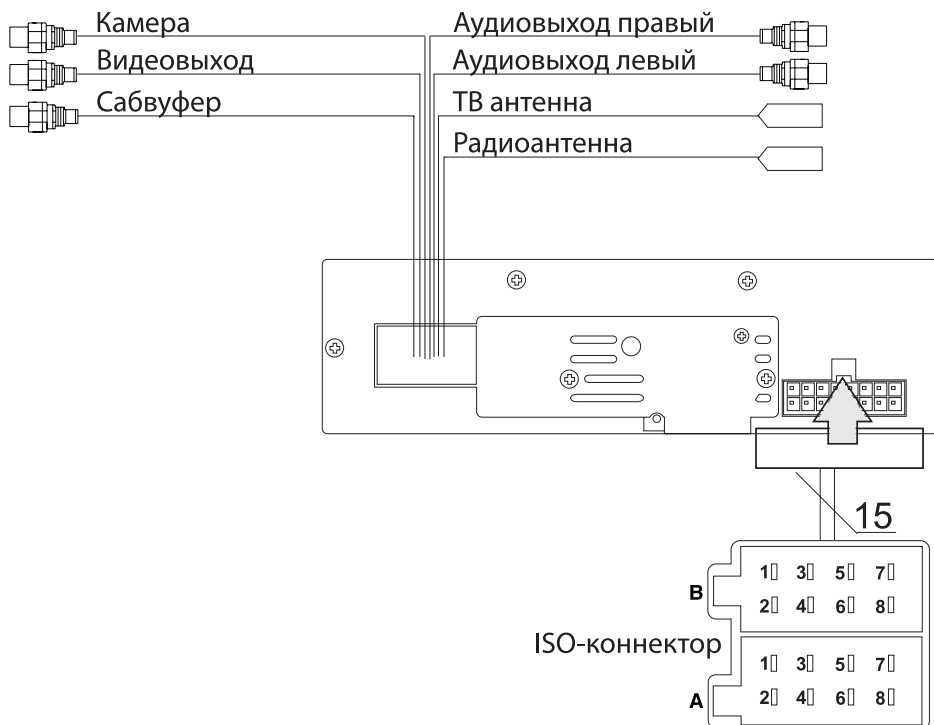 Камера
Аудиовыход правый
Видеовыход
Аудиовыход левый
Сабвуфер
ТВ антенна
Радиоантенна
15
1 3 5 7
B
2 4 6 8
ISO-коннектор
1 3 5 7
A
2 4 6 8